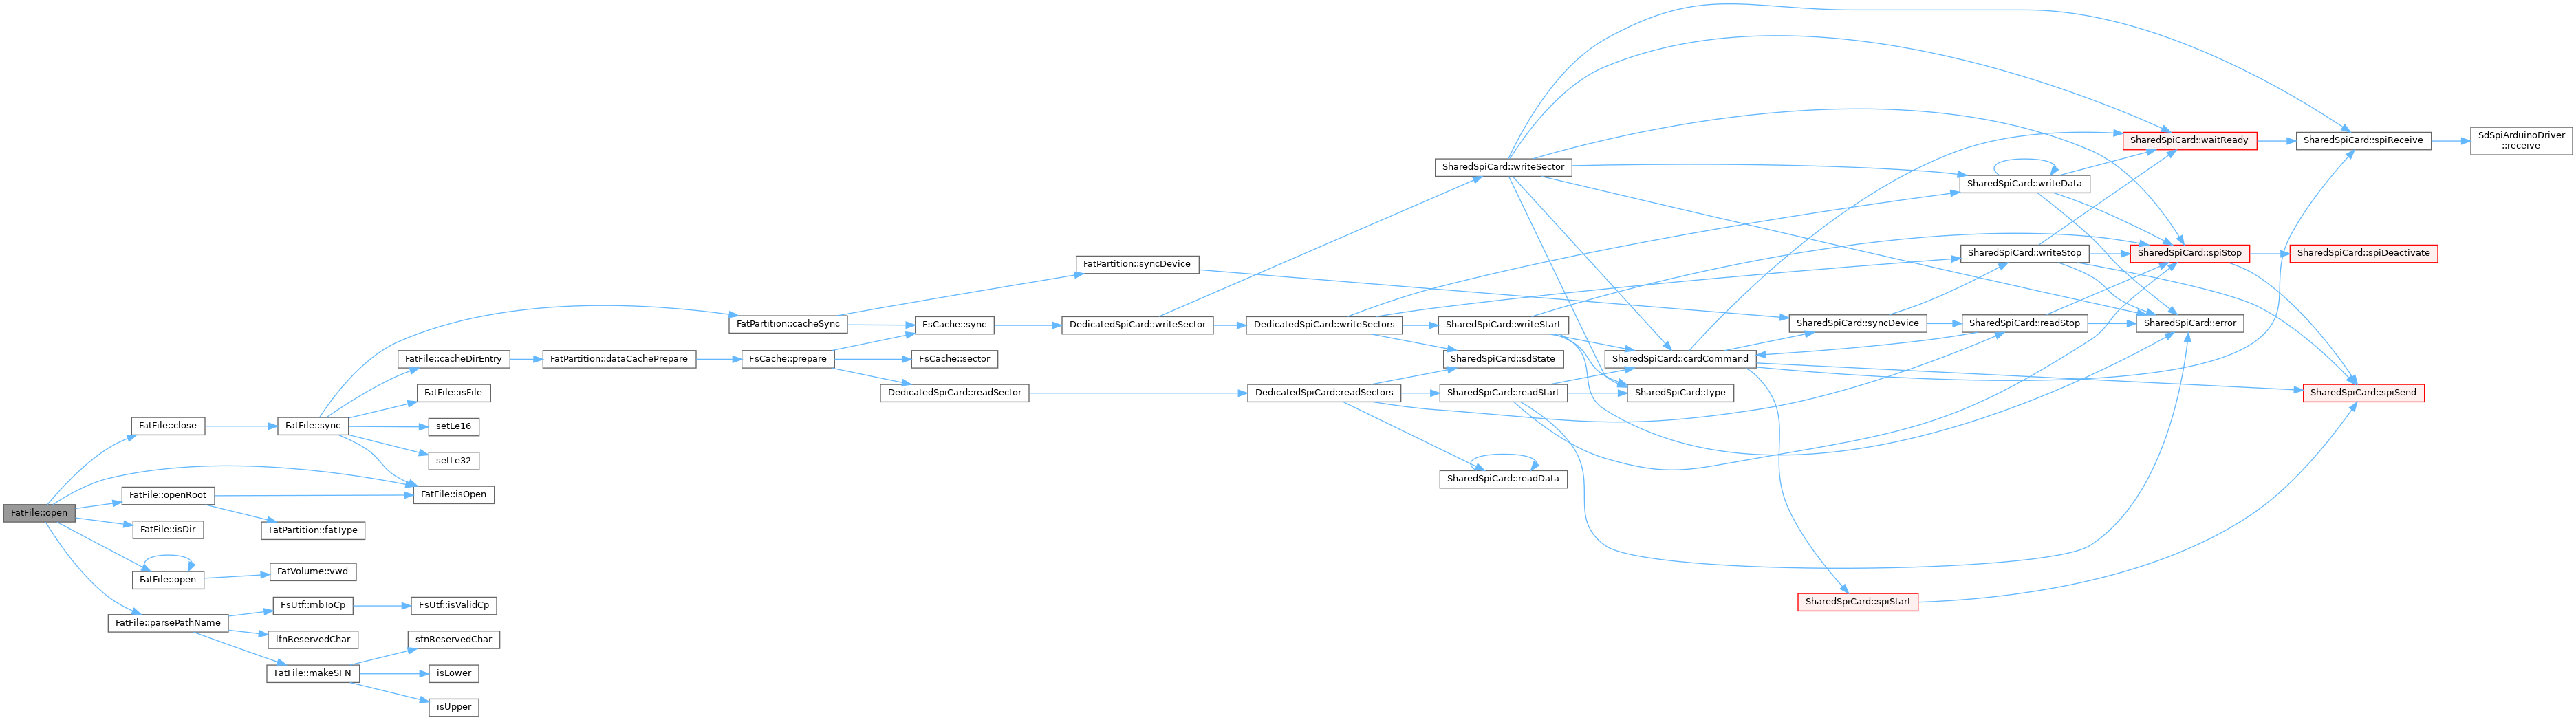 FatFile::open
FatFile::close
FatFile::openRoot
FatFile::isDir
FatFile::open
FatFile::parsePathName
FatFile::sync
FatPartition::fatType
FatVolume::vwd
FsUtf::mbToCp
lfnReservedChar
FatFile::makeSFN
FatFile::cacheDirEntry
FatFile::isFile
setLe16
setLe32
FatFile::isOpen
FsUtf::isValidCp
sfnReservedChar
isLower
isUpper
FatPartition::dataCachePrepare
FatPartition::cacheSync
FsCache::prepare
FsCache::sync
FsCache::sector
DedicatedSpiCard::readSector
FatPartition::syncDevice
DedicatedSpiCard::writeSector
DedicatedSpiCard::writeSectors
DedicatedSpiCard::readSectors
SharedSpiCard::writeSector
SharedSpiCard::writeStart
SharedSpiCard::sdState
SharedSpiCard::readStart
SharedSpiCard::readData
SharedSpiCard::cardCommand
SharedSpiCard::type
SharedSpiCard::syncDevice
SharedSpiCard::spiStart
SharedSpiCard::writeData
SharedSpiCard::writeStop
SharedSpiCard::readStop
SharedSpiCard::waitReady
SharedSpiCard::spiStop
SharedSpiCard::error
SharedSpiCard::spiReceive
SharedSpiCard::spiDeactivate
SharedSpiCard::spiSend
SdSpiArduinoDriver
::receive